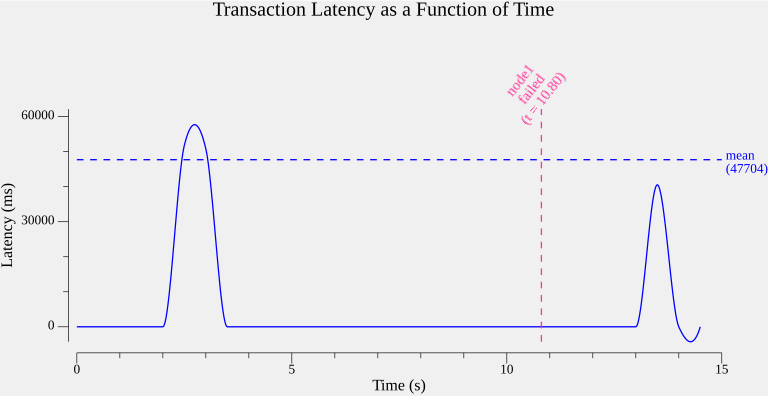 Transaction Latency as a Function of Time
node1
failed
(t = 10.80)
60000
30000
0
Latency (ms)
mean
(47704)
0
5
10
15
Time (s)